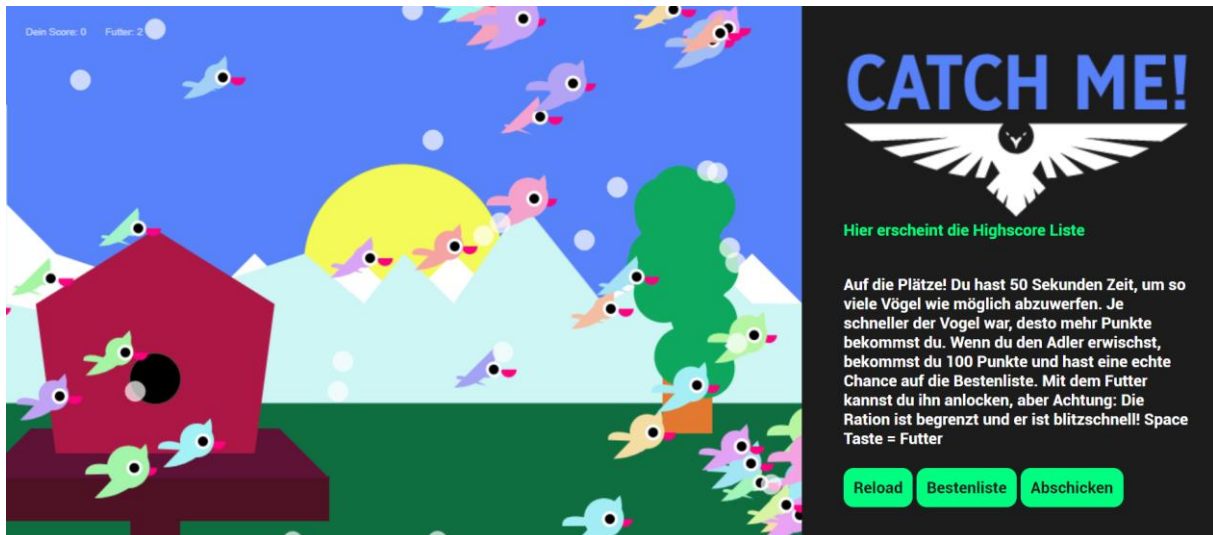 Dein Score: 0 Futter: 2
CATCH ME!
Hier erscheint die Highscore Liste
Auf die Plätze! Du hast 50 Sekunden Zeit, um so
viele Vögel wie möglich abzuwerfen. Je
schneller der Vogel war, desto mehr Punkte
bekommst du. Wenn du den Adler erwischst,
bekommst du 100 Punkte und hast eine echte
Chance auf die Bestenliste. Mit dem Futter
kannst du ihn anlocken, aber Achtung: Die
Ration ist begrenzt und er ist blitzschnell! Space
Taste = Futter
Reload Bestenliste Abschicken